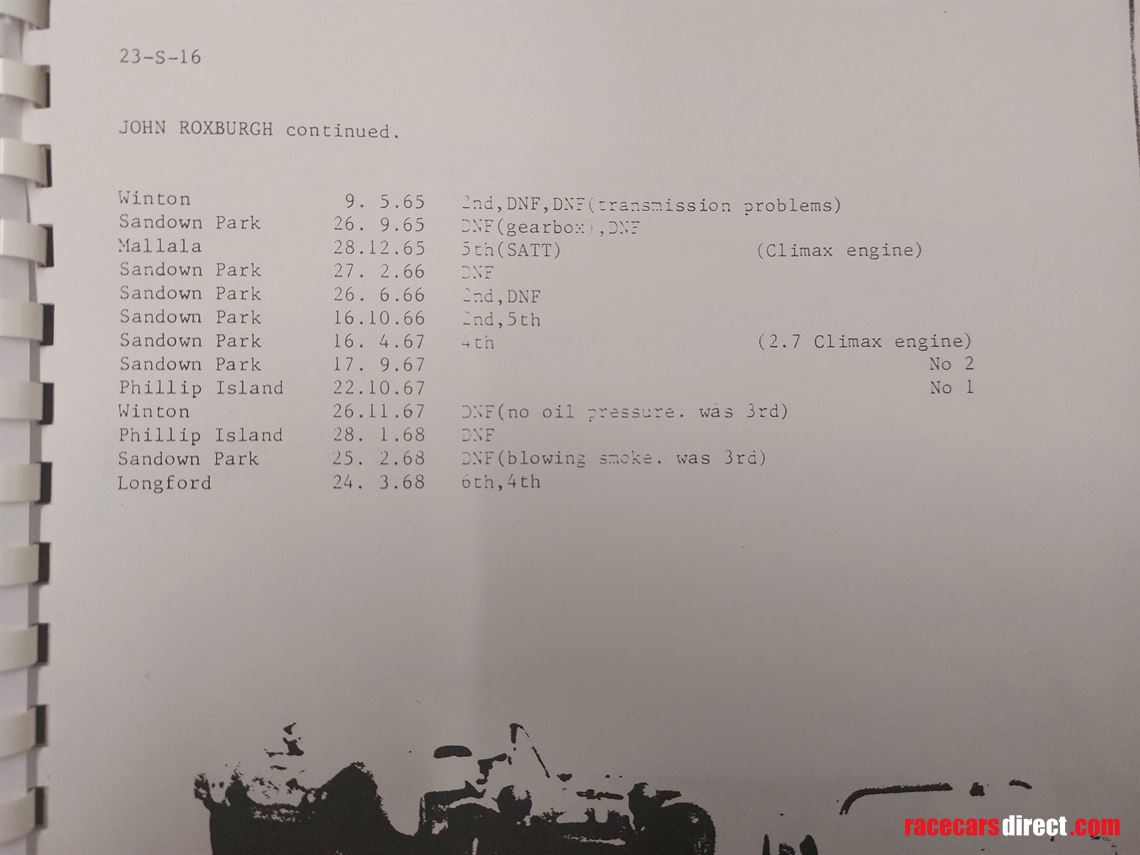 23-S-16
JOHN ROXBURGH continued.
Winton 9. 5.65 2nd,DNF,DNF(transmission problems)
Sandown Park 26. 9.65 DNF(gearbox),DNF
Mallala 28.12.65 5th(SATT) (Climax engine)
Sandown Park 27. 2.66 DNF
Sandown Park 26. 6.66 2nd,DNF
Sandown Park 16.10.66 2nd,5th
Sandown Park 16. 4.67 4th (2.7 Climax engine)
Sandown Park 17. 9.67 No 2
Phillip Island 22.10.67 No 1
Winton 26.11.67 DNF(no oil pressure. was 3rd)
Phillip Island 28. 1.68 DNF
Sandown Park 25. 2.68 DNF(blowing smoke. was 3rd)
Longford 24. 3.68 6th,4th
racecarsdirect.com